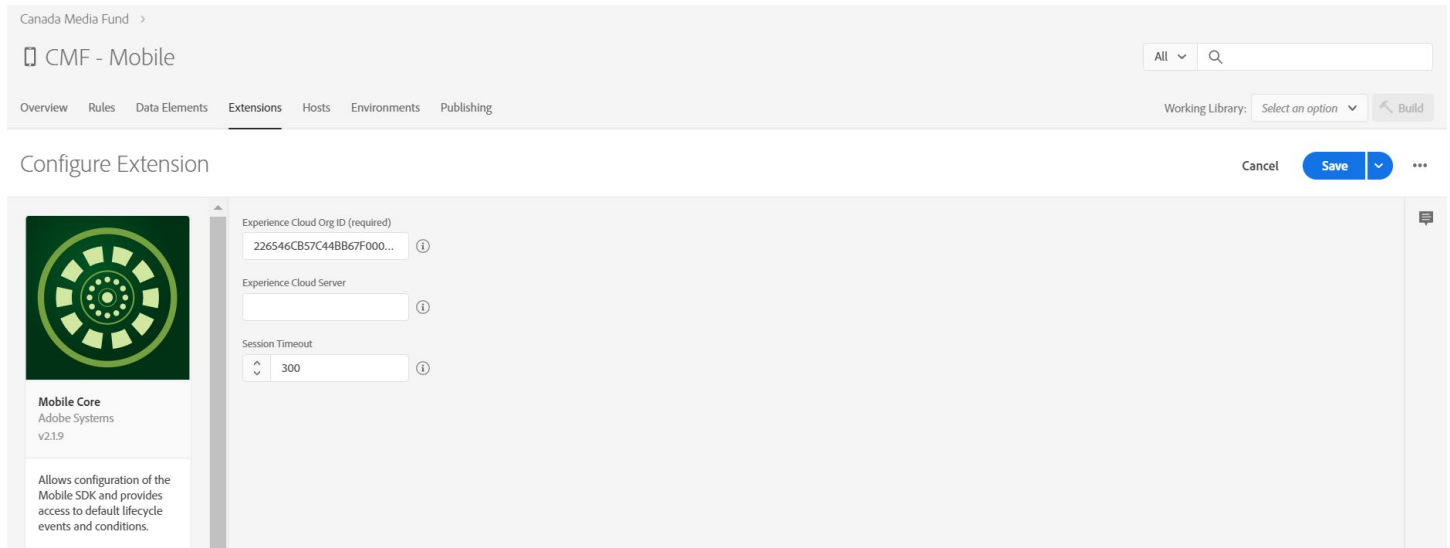 Canada Media Fund >
CMF - Mobile
All
Overview Rules Data Elements Extensions Hosts Environments Publishing
Working Library: Select an option Build
Configure Extension
Cancel Save
Experience Cloud Org ID (required)
226546CB57C44BB67F000...
Experience Cloud Server
Session Timeout
300
Mobile Core
Adobe Systems
v2.1.9
Allows configuration of the
Mobile SDK and provides
access to default lifecycle
events and conditions.